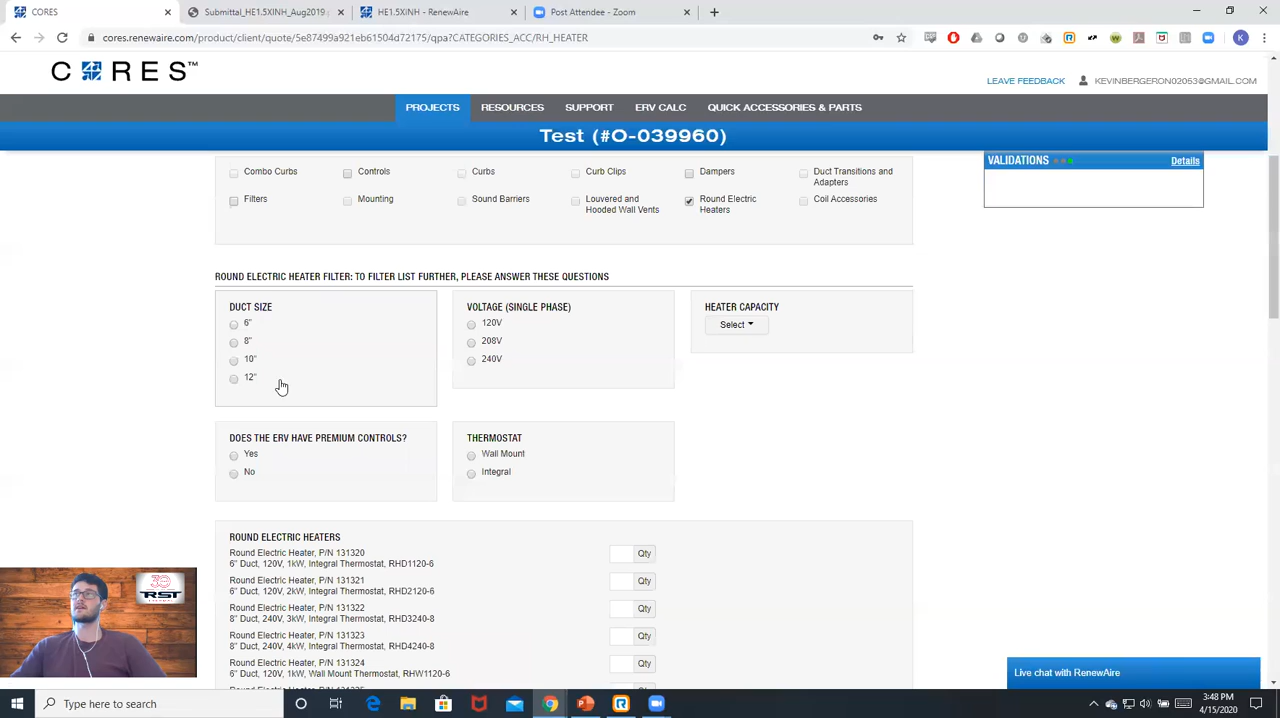 CORES
Submittal_HE1.5XINH_Aug2019
HE1.5XINH - RenewAire
Post Attendee - Zoom
cores.renewaire.com/product/client/quote/5e87499a921eb61504d72175/qpa?CATEGORIES_ACC/RH_HEATER
CORES™
LEAVE FEEDBACK
KEVINBERGERON02053@GMAIL.COM
PROJECTS
RESOURCES
SUPPORT
ERV CALC
QUICK ACCESSORIES & PARTS
Test (#O-039960)
VALIDATIONS
Details
Combo Curbs
Controls
Curbs
Curb Clips
Dampers
Duct Transitions and
Adapters
Filters
Mounting
Sound Barriers
Louvered and
Hooded Wall Vents
Round Electric
Heaters
Coil Accessories
ROUND ELECTRIC HEATER FILTER: TO FILTER LIST FURTHER, PLEASE ANSWER THESE QUESTIONS
DUCT SIZE
6"
8"
10"
12"
VOLTAGE (SINGLE PHASE)
120V
208V
240V
HEATER CAPACITY
Select
DOES THE ERV HAVE PREMIUM CONTROLS?
Yes
No
THERMOSTAT
Wall Mount
Integral
ROUND ELECTRIC HEATERS
Round Electric Heater, P/N 131320
6" Duct, 120V, 1kW, Integral Thermostat, RHD1120-6
Qty
Round Electric Heater, P/N 131321
6" Duct, 120V, 2kW, Integral Thermostat, RHD2120-6
Qty
Round Electric Heater, P/N 131322
8" Duct, 240V, 3kW, Integral Thermostat, RHD3240-8
Qty
Round Electric Heater, P/N 131323
8" Duct, 240V, 4kW, Integral Thermostat, RHD4240-8
Qty
Round Electric Heater, P/N 131324
6" Duct, 120V, 1kW, Wall Mount Thermostat, RHW1120-6
Qty
30
RST
Live chat with RenewAire
Type here to search
3:48 PM
4/15/2020